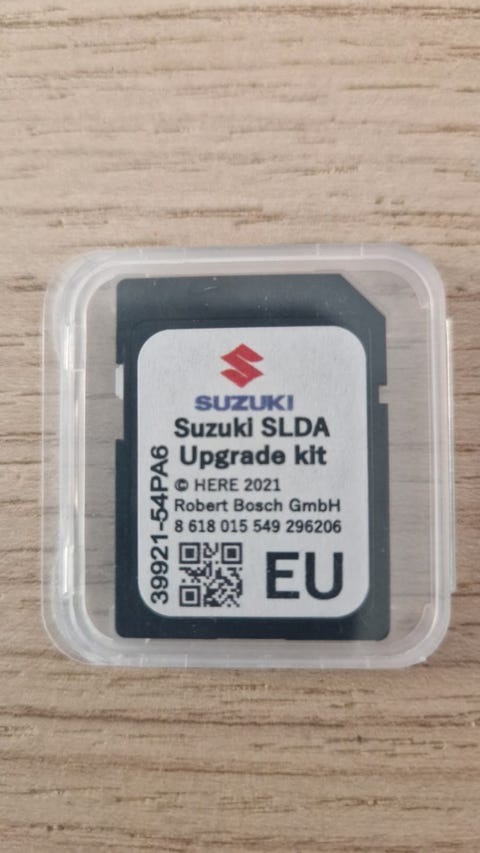 SUZUKI
Suzuki SLDA
Upgrade kit
© HERE 2021
Robert Bosch GmbH
8 618 015 549 296206
EU
39921-54PA6